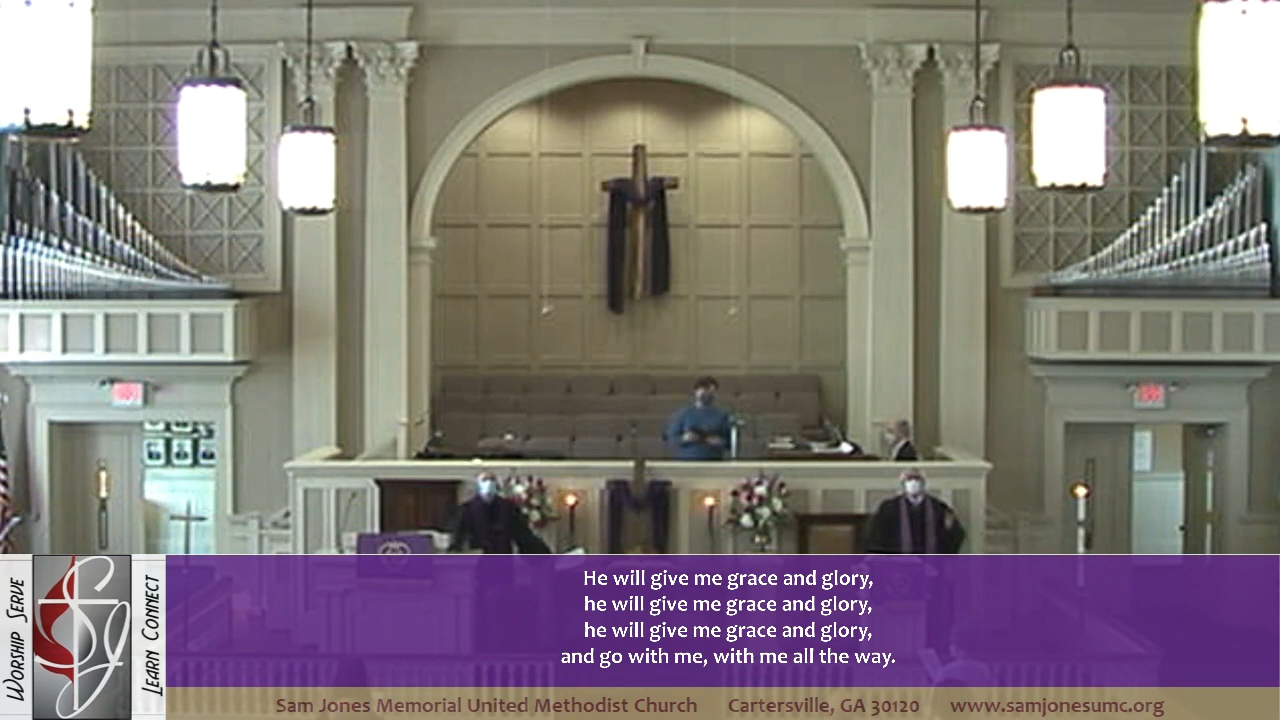 He will give me grace and glory,
he will give me grace and glory,
he will give me grace and glory,
and go with me, with me all the way.
Worship Serve
Learn Connect
Sam Jones Memorial United Methodist Church Cartersville, GA 30120 www.samjonesumc.org